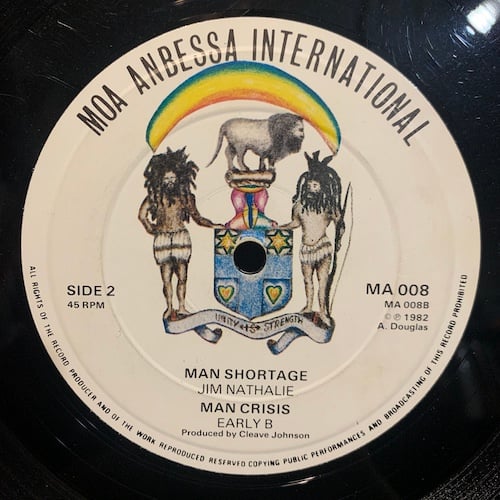 MOA ANBESSA INTERNATIONAL
SIDE 2
45 RPM
MA 008
MA 008B
© ℗ 1982
A. Douglas
UNITY IS STRENGTH
MAN SHORTAGE
JIM NATHALIE
MAN CRISIS
EARLY B
Produced by Cleave Johnson
ALL RIGHTS OF THE RECORD PRODUCER AND OF THE WORK REPRODUCED RESERVED COPYING PUBLIC PERFORMANCES AND BROADCASTING OF THIS RECORD PROHIBITED